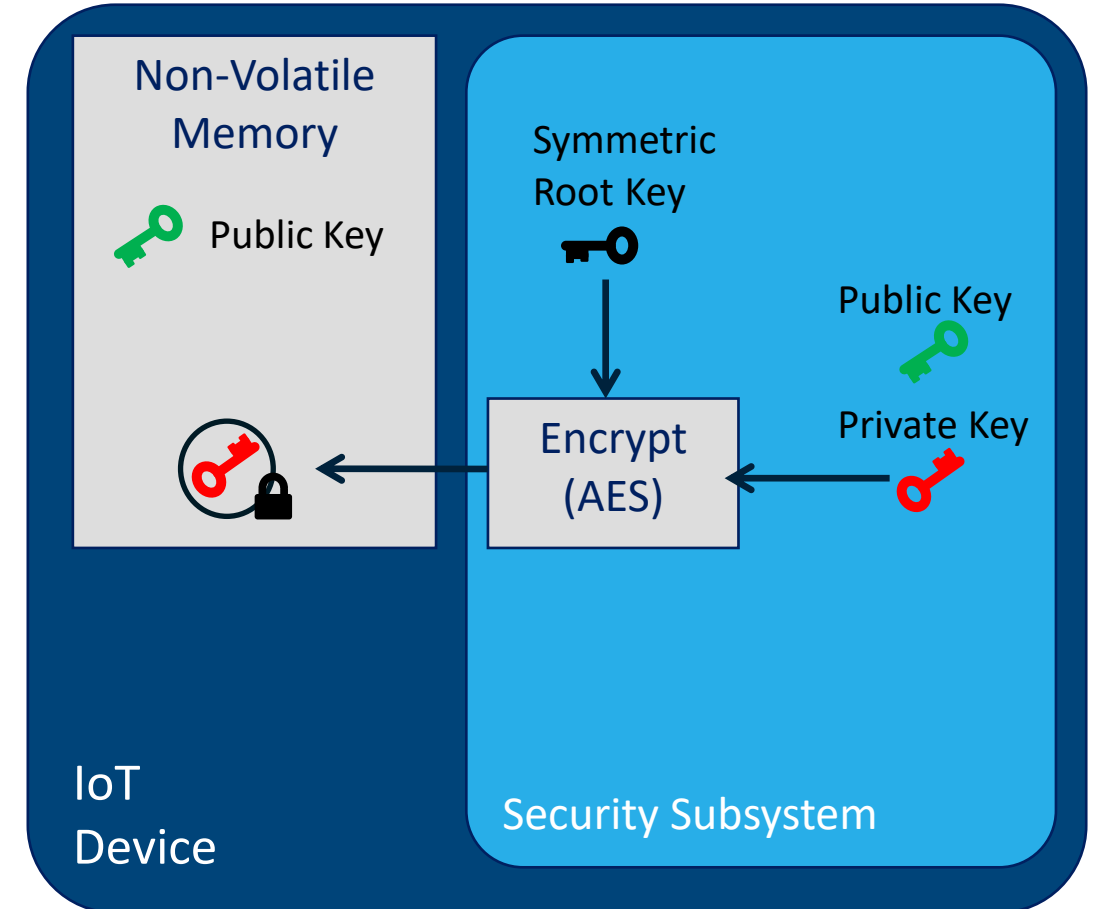 Non-Volatile
Memory
Public Key
Symmetric
Root Key
Public Key
Private Key
Encrypt
(AES)
IoT
Device
Security Subsystem